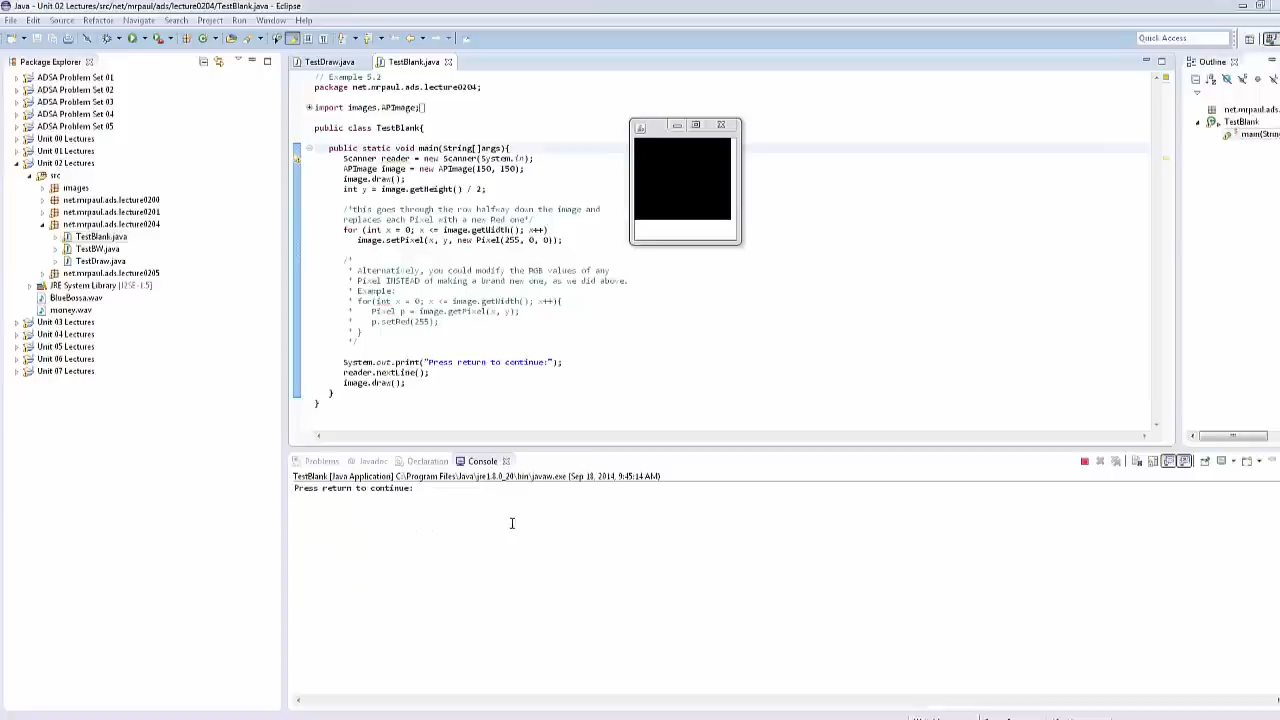 Java - Unit 02 Lectures/src/net/mrpaul/ads/lecture0204/TestBlank.java - Eclipse
File Edit Source Refactor Navigate Search Project Run Window Help
Quick Access
Package Explorer
ADSA Problem Set 01
ADSA Problem Set 02
ADSA Problem Set 03
ADSA Problem Set 04
ADSA Problem Set 05
Unit 00 Lectures
Unit 01 Lectures
Unit 02 Lectures
src
images
net.mrpaul.ads.lecture0200
net.mrpaul.ads.lecture0201
net.mrpaul.ads.lecture0204
TestBlank.java
TestBW.java
TestDraw.java
net.mrpaul.ads.lecture0205
JRE System Library [J2SE-1.5]
BlueBossa.wav
money.wav
Unit 03 Lectures
Unit 04 Lectures
Unit 05 Lectures
Unit 06 Lectures
Unit 07 Lectures
TestDraw.java TestBlank.java
// Example 5.2
package net.mrpaul.ads.lecture0204;
import images.APImage;
public class TestBlank{
public static void main(String[]args){
Scanner reader = new Scanner(System.in);
APImage image = new APImage(150, 150);
image.draw();
int y = image.getHeight() / 2;
/*this goes through the row halfway down the image and
replaces each Pixel with a new Red one*/
for (int x = 0; x <= image.getWidth(); x++)
image.setPixel(x, y, new Pixel(255, 0, 0));
/*
* Alternatively, you could modify the RGB values of any
* Pixel INSTEAD of making a brand new one, as we did above.
* Example:
* for(int x = 0; x <= image.getWidth(); x++){
* Pixel p = image.getPixel(x, y);
* p.setRed(255);
* }
*/
System.out.print("Press return to continue:");
reader.nextLine();
image.draw();
}
}
Outline
net.mrpaul.ads
TestBlank
main(Strin
Problems Javadoc Declaration Console
TestBlank [Java Application] C:\Program Files\Java\jre1.8.0_20\bin\javaw.exe (Sep 18, 2014, 9:45:14 AM)
Press return to continue: